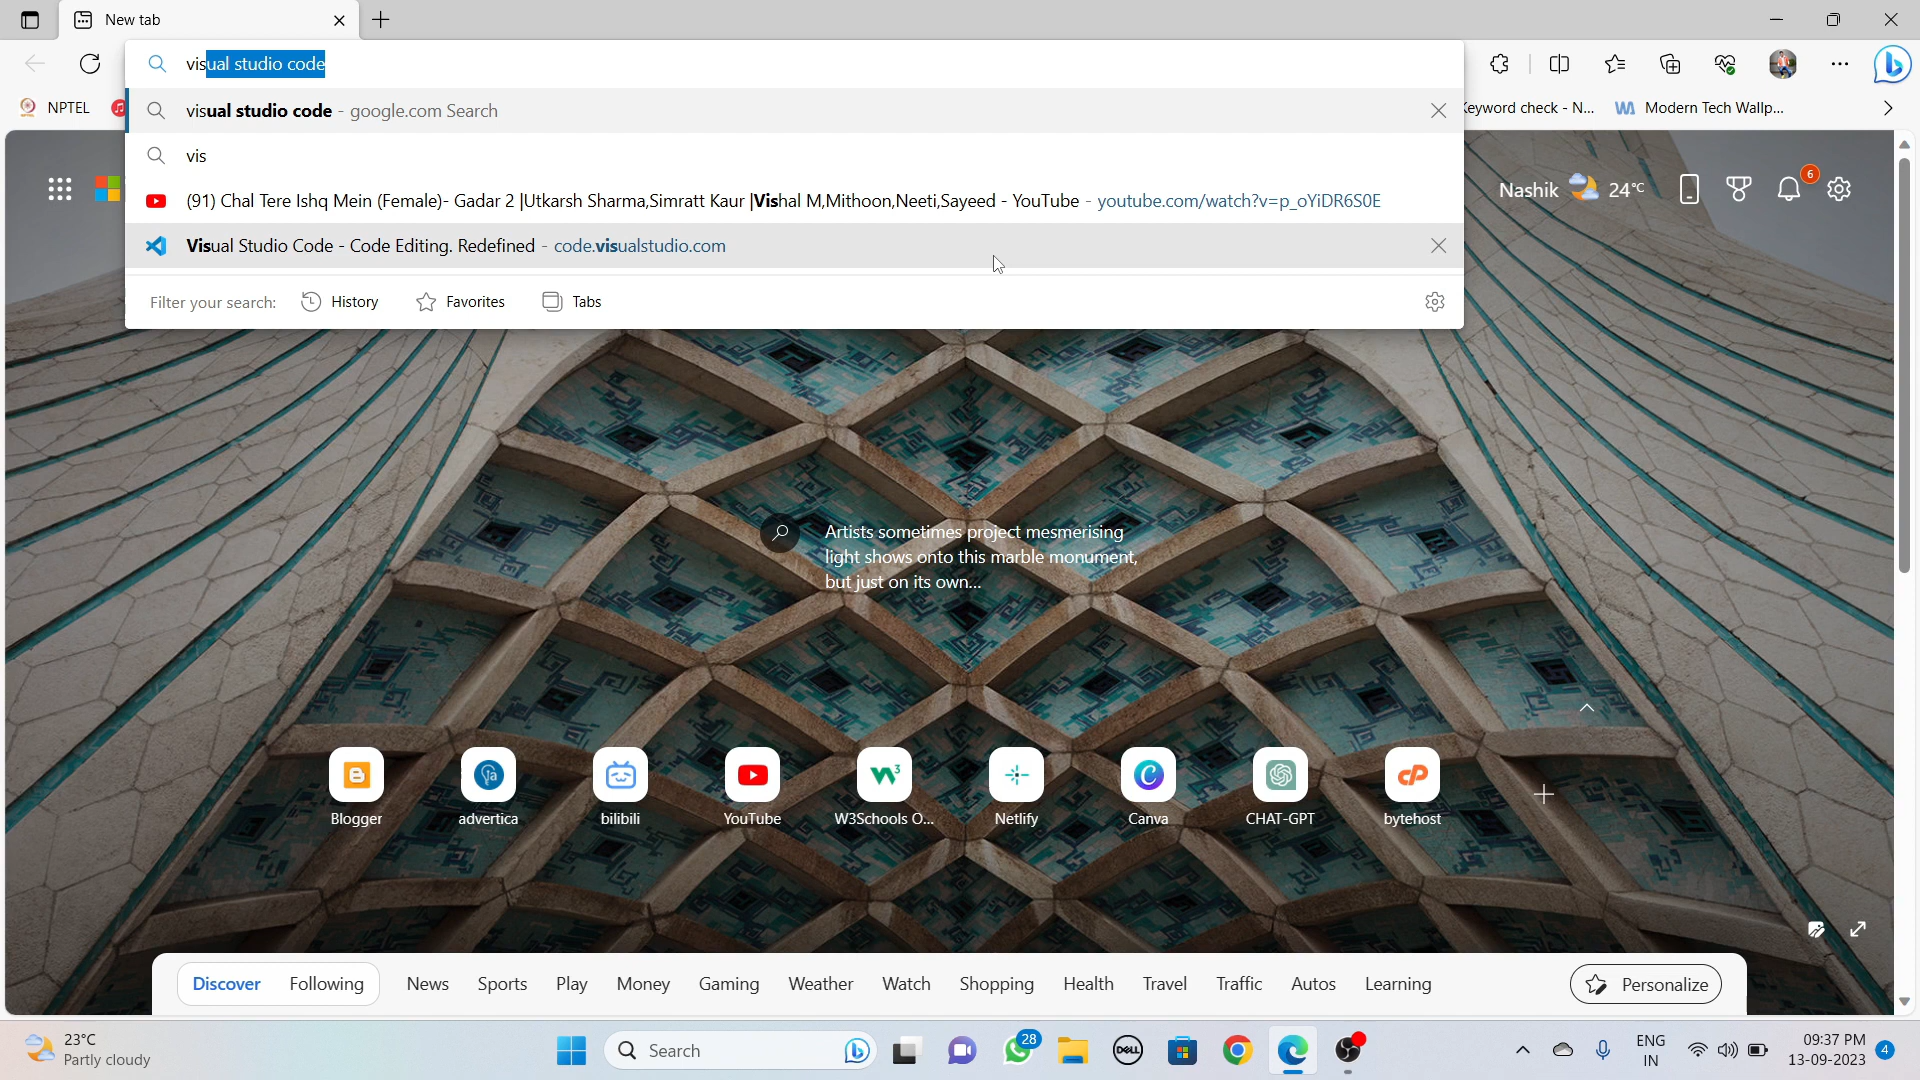 New tab
visual studio code
NPTEL
Keyword check - N...
Modern Tech Wallp...
visual studio code - google.com Search
vis
(91) Chal Tere Ishq Mein (Female)- Gadar 2 |Utkarsh Sharma,Simratt Kaur |Vishal M,Mithoon,Neeti,Sayeed - YouTube - youtube.com/watch?v=p_oYiDR6S0E
Visual Studio Code - Code Editing. Redefined - code.visualstudio.com
Filter your search: History Favorites Tabs
Nashik 24°C
6
Artists sometimes project mesmerising
light shows onto this marble monument,
but just on its own...
Blogger advertica bilibili YouTube W3Schools O... Netlify Canva CHAT-GPT bytehost
Discover Following News Sports Play Money Gaming Weather Watch Shopping Health Travel Traffic Autos Learning Personalize
23°C
Partly cloudy
Search
DELL
28
ENG
IN
09:37 PM
13-09-2023
4